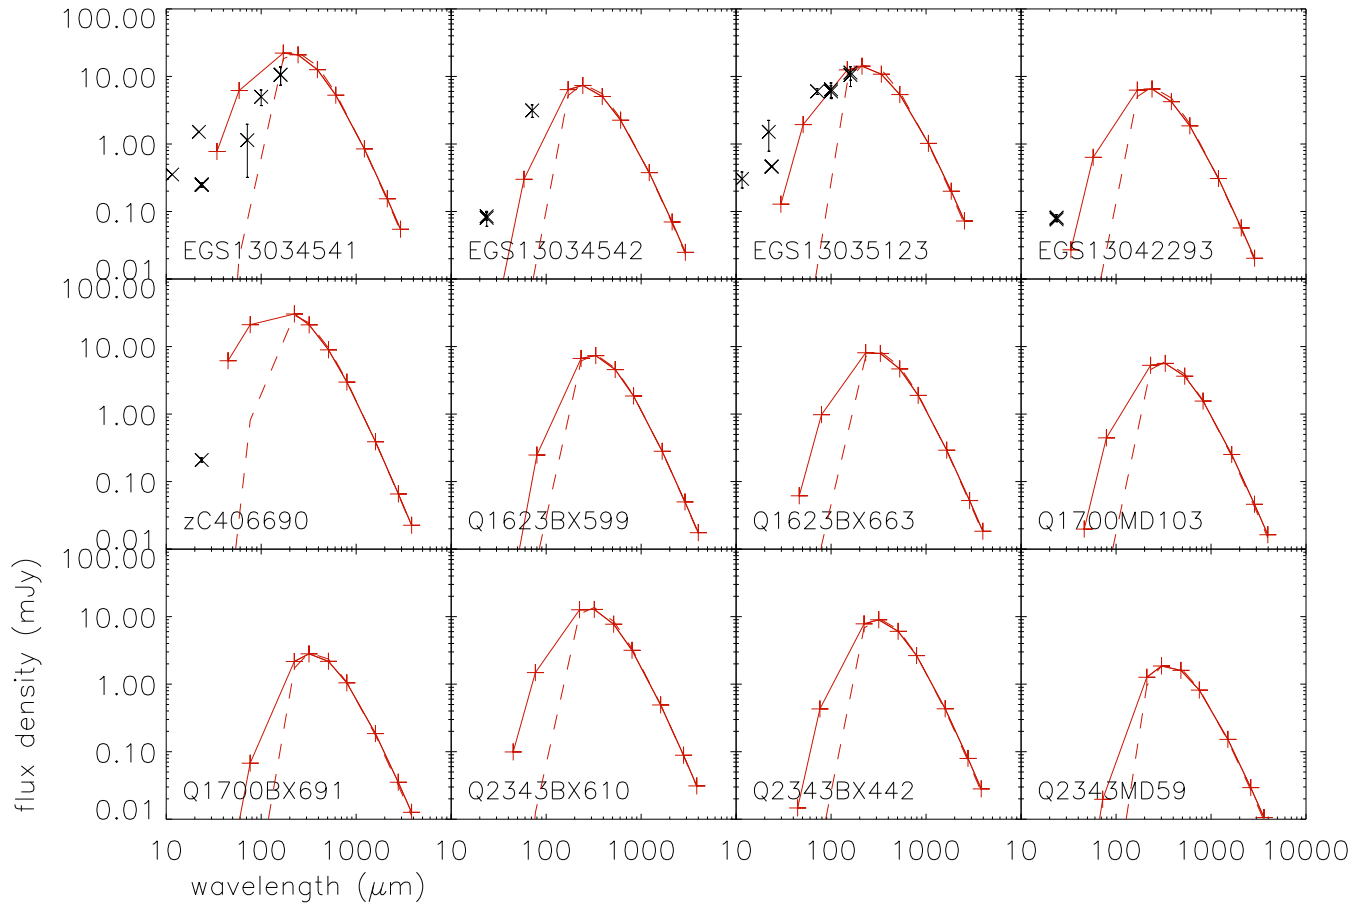 100.00
10.00
1.00
0.10
0.01
EGS13034541
EGS13034542
EGS13035123
EGS13042293
100.00
10.00
1.00
0.10
0.01
zC406690
Q1623BX599
Q1623BX663
Q1700MD103
100.00
10.00
1.00
0.10
0.01
Q1700BX691
Q2343BX610
Q2343BX442
Q2343MD59
flux density (mJy)
10 100 1000 10 100 1000 10 100 1000 10 100 1000 10000
wavelength (μm)